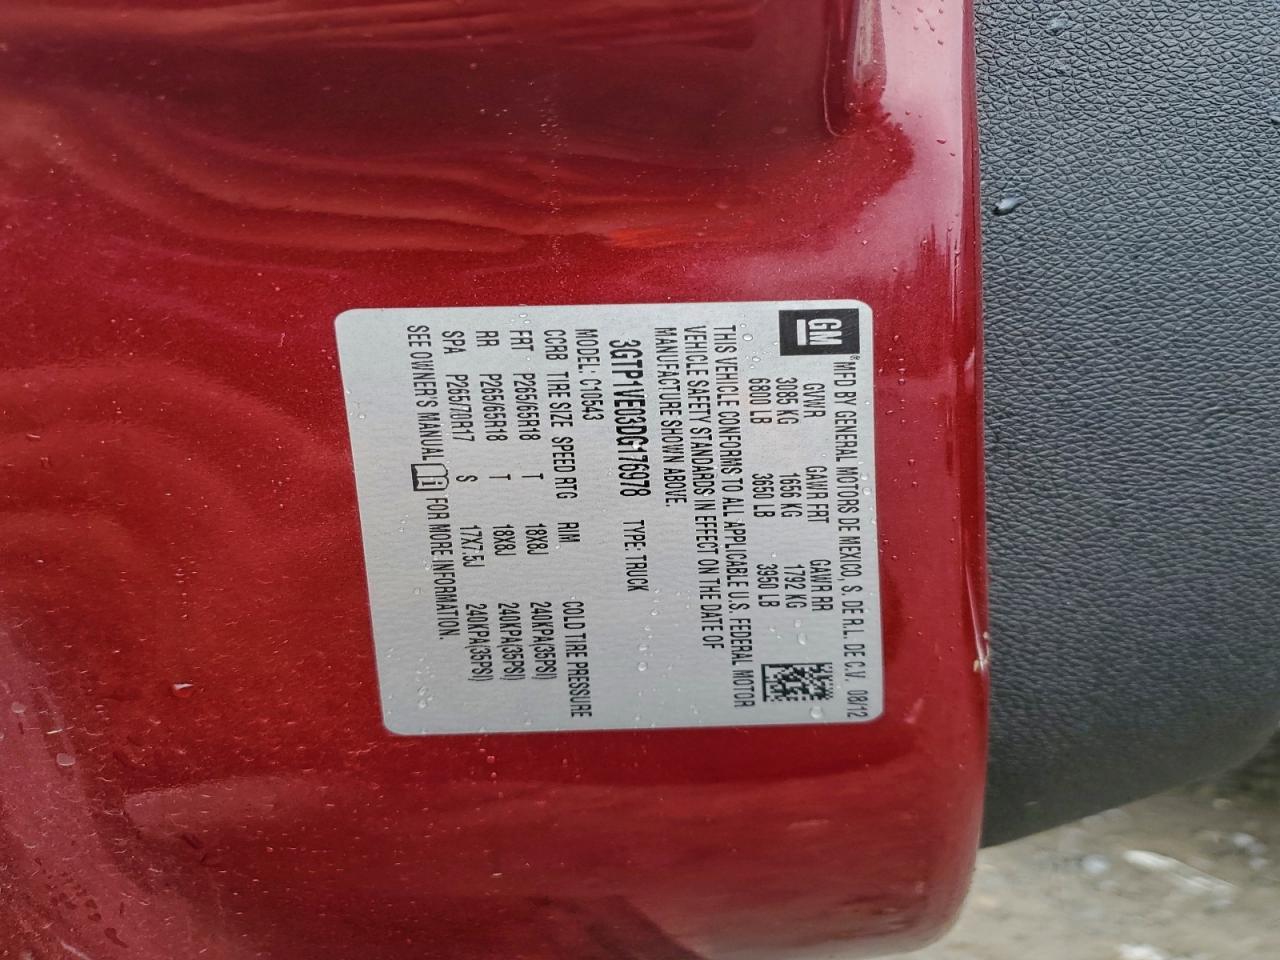 GM
® MFD BY GENERAL MOTORS DE MEXICO, S. DE R.L. DE C.V. 08/12
GVWR GAWR FRT GAWR RR
3085 KG 1656 KG 1792 KG
6800 LB 3650 LB 3950 LB
THIS VEHICLE CONFORMS TO ALL APPLICABLE U.S. FEDERAL MOTOR
VEHICLE SAFETY STANDARDS IN EFFECT ON THE DATE OF
MANUFACTURE SHOWN ABOVE.
3GTP1VE03DG176978 TYPE: TRUCK
MODEL: C10543
CCRB TIRE SIZE SPEED RTG RIM COLD TIRE PRESSURE
FRT P265/65R18 T 18X8J 240KPA(35PSI)
RR P265/65R18 T 18X8J 240KPA(35PSI)
SPA P265/70R17 S 17X7.5J 240KPA(35PSI)
SEE OWNER'S MANUAL FOR MORE INFORMATION.